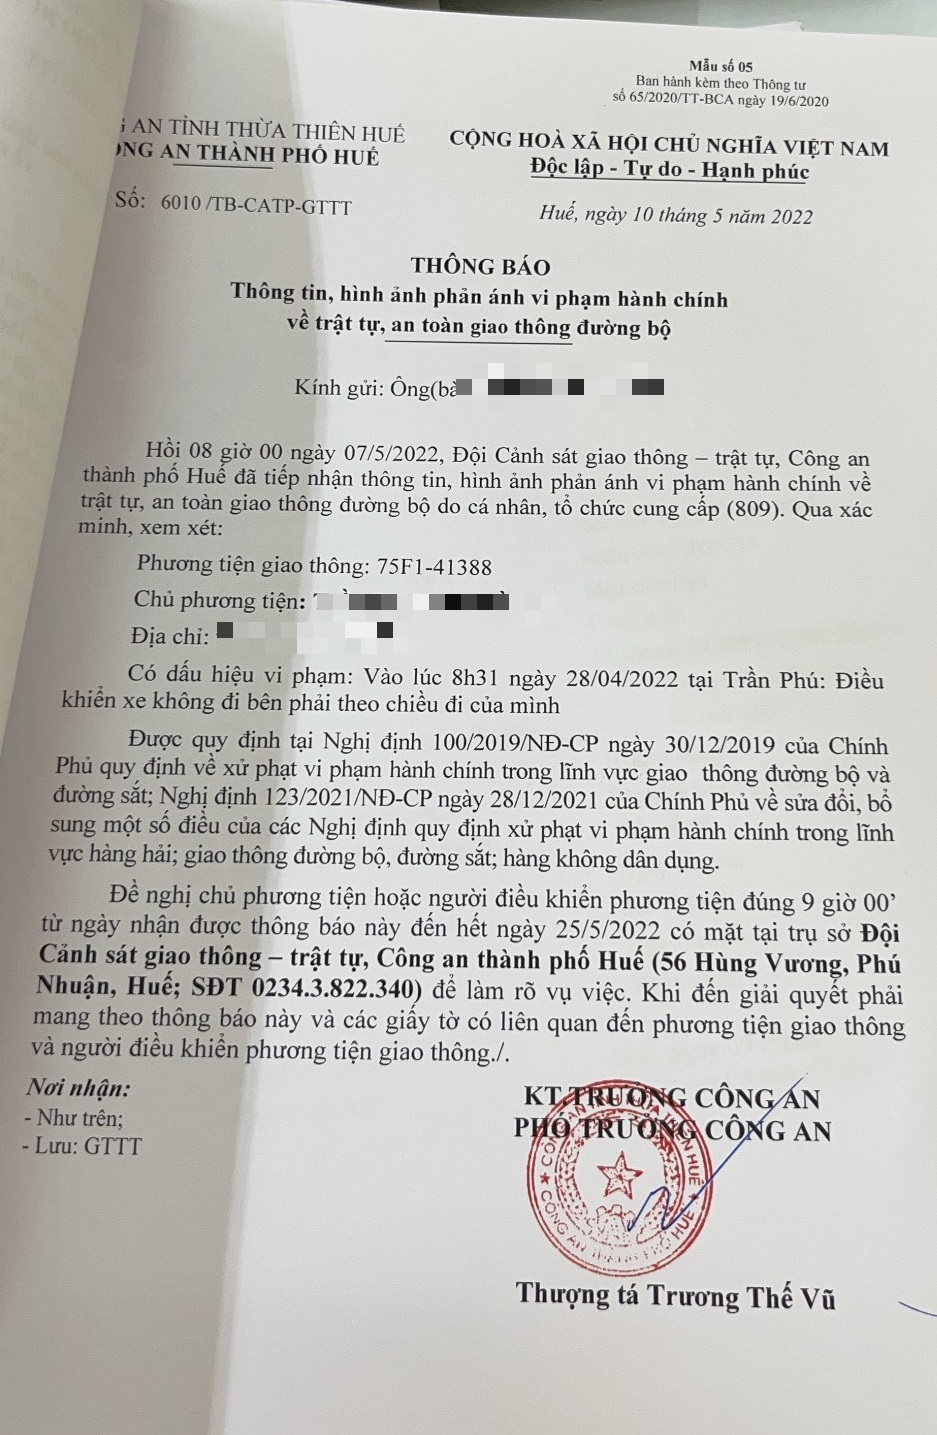 Mẫu số 05
Ban hành kèm theo Thông tư
số 65/2020/TT-BCA ngày 19/6/2020
AN TỈNH THỪA THIÊN HUẾ
AN THÀNH PHỐ HUẾ
CỘNG HOÀ XÃ HỘI CHỦ NGHĨA VIỆT NAM
Độc lập - Tự do - Hạnh phúc
Số: 6010 /TB-CATP-GTTT
Huế, ngày 10 tháng 5 năm 2022
THÔNG BÁO
Thông tin, hình ảnh phản ánh vi phạm hành chính
về trật tự, an toàn giao thông đường bộ
Kính gửi: Ông(bà
Hồi 08 giờ 00 ngày 07/5/2022, Đội Cảnh sát giao thông – trật tự, Công an
thành phố Huế đã tiếp nhận thông tin, hình ảnh phản ánh vi phạm hành chính về
trật tự, an toàn giao thông đường bộ do cá nhân, tổ chức cung cấp (809). Qua xác
minh, xem xét:
Phương tiện giao thông: 75F1-41388
Chủ phương tiện:
Địa chỉ:
Có dấu hiệu vi phạm: Vào lúc 8h31 ngày 28/04/2022 tại Trần Phú: Điều
khiển xe không đi bên phải theo chiều đi của mình
Được quy định tại Nghị định 100/2019/NĐ-CP ngày 30/12/2019 của Chính
Phủ quy định về xử phạt vi phạm hành chính trong lĩnh vực giao thông đường bộ và
đường sắt; Nghị định 123/2021/NĐ-CP ngày 28/12/2021 của Chính Phủ về sửa đổi, bổ
sung một số điều của các Nghị định quy định xử phạt vi phạm hành chính trong lĩnh
vực hàng hải; giao thông đường bộ, đường sắt; hàng không dân dụng.
Đề nghị chủ phương tiện hoặc người điều khiển phương tiện đúng 9 giờ 00’
từ ngày nhận được thông báo này đến hết ngày 25/5/2022 có mặt tại trụ sở Đội
Cảnh sát giao thông – trật tự, Công an thành phố Huế (56 Hùng Vương, Phú
Nhuận, Huế; SĐT 0234.3.822.340) để làm rõ vụ việc. Khi đến giải quyết phải
mang theo thông báo này và các giấy tờ có liên quan đến phương tiện giao thông
và người điều khiển phương tiện giao thông./.
Nơi nhận:
- Như trên;
- Lưu: GTTT
KT.TRƯỞNG CÔNG AN
PHÓ TRƯỞNG CÔNG AN
Thượng tá Trương Thế Vũ